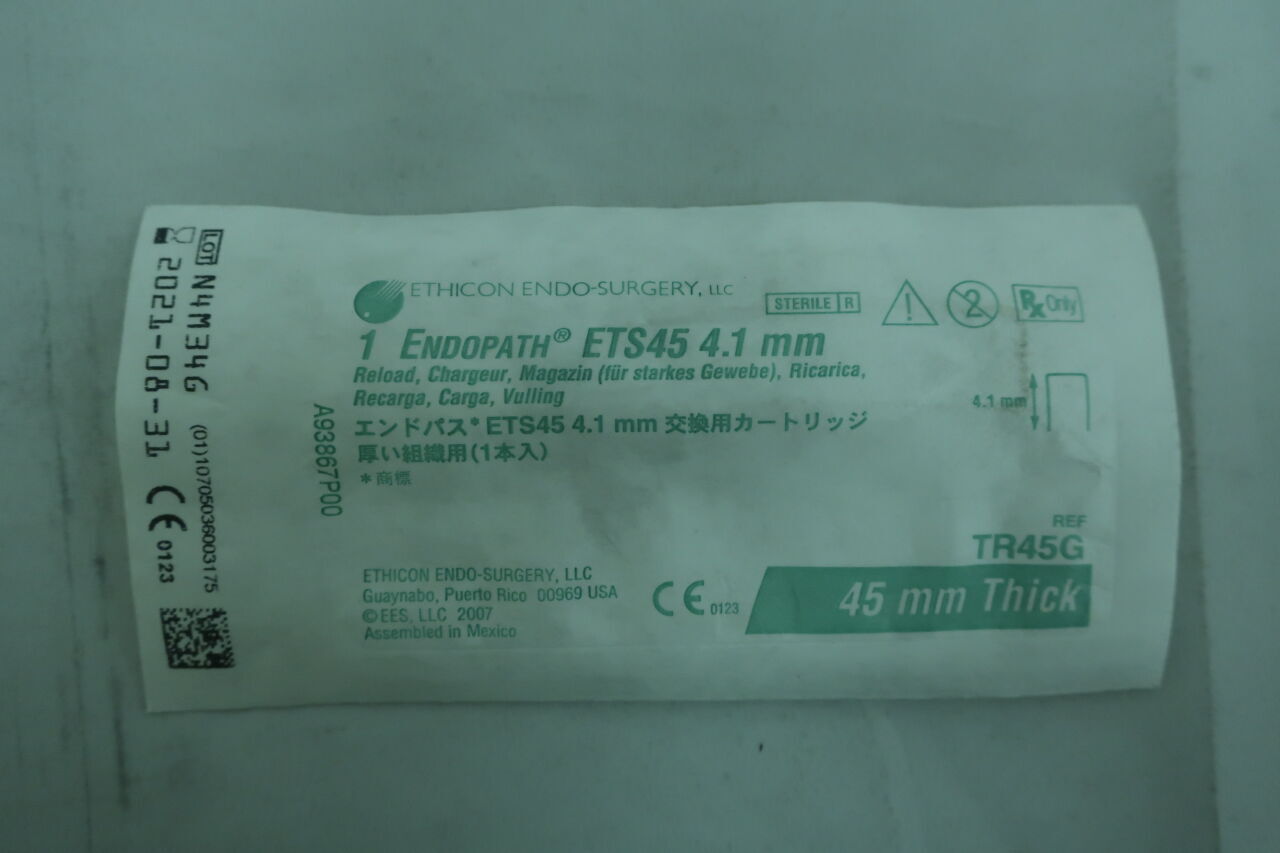 LOT N4M34G
2021-08-31
(01)10705036003175
CE 0123
A93867P00
ETHICON ENDO-SURGERY, LLC
STERILE R
2
Rx Only
1 ENDOPATH® ETS45 4.1 mm
Reload, Chargeur, Magazin (für starkes Gewebe), Ricarica,
Recarga, Carga, Vulling
エンドパス* ETS45 4.1 mm 交換用カートリッジ
厚い組織用(1本入)
*商標
4.1 mm
REF
TR45G
45 mm Thick
ETHICON ENDO-SURGERY, LLC
Guaynabo, Puerto Rico 00969 USA
©EES, LLC 2007
Assembled in Mexico
CE 0123